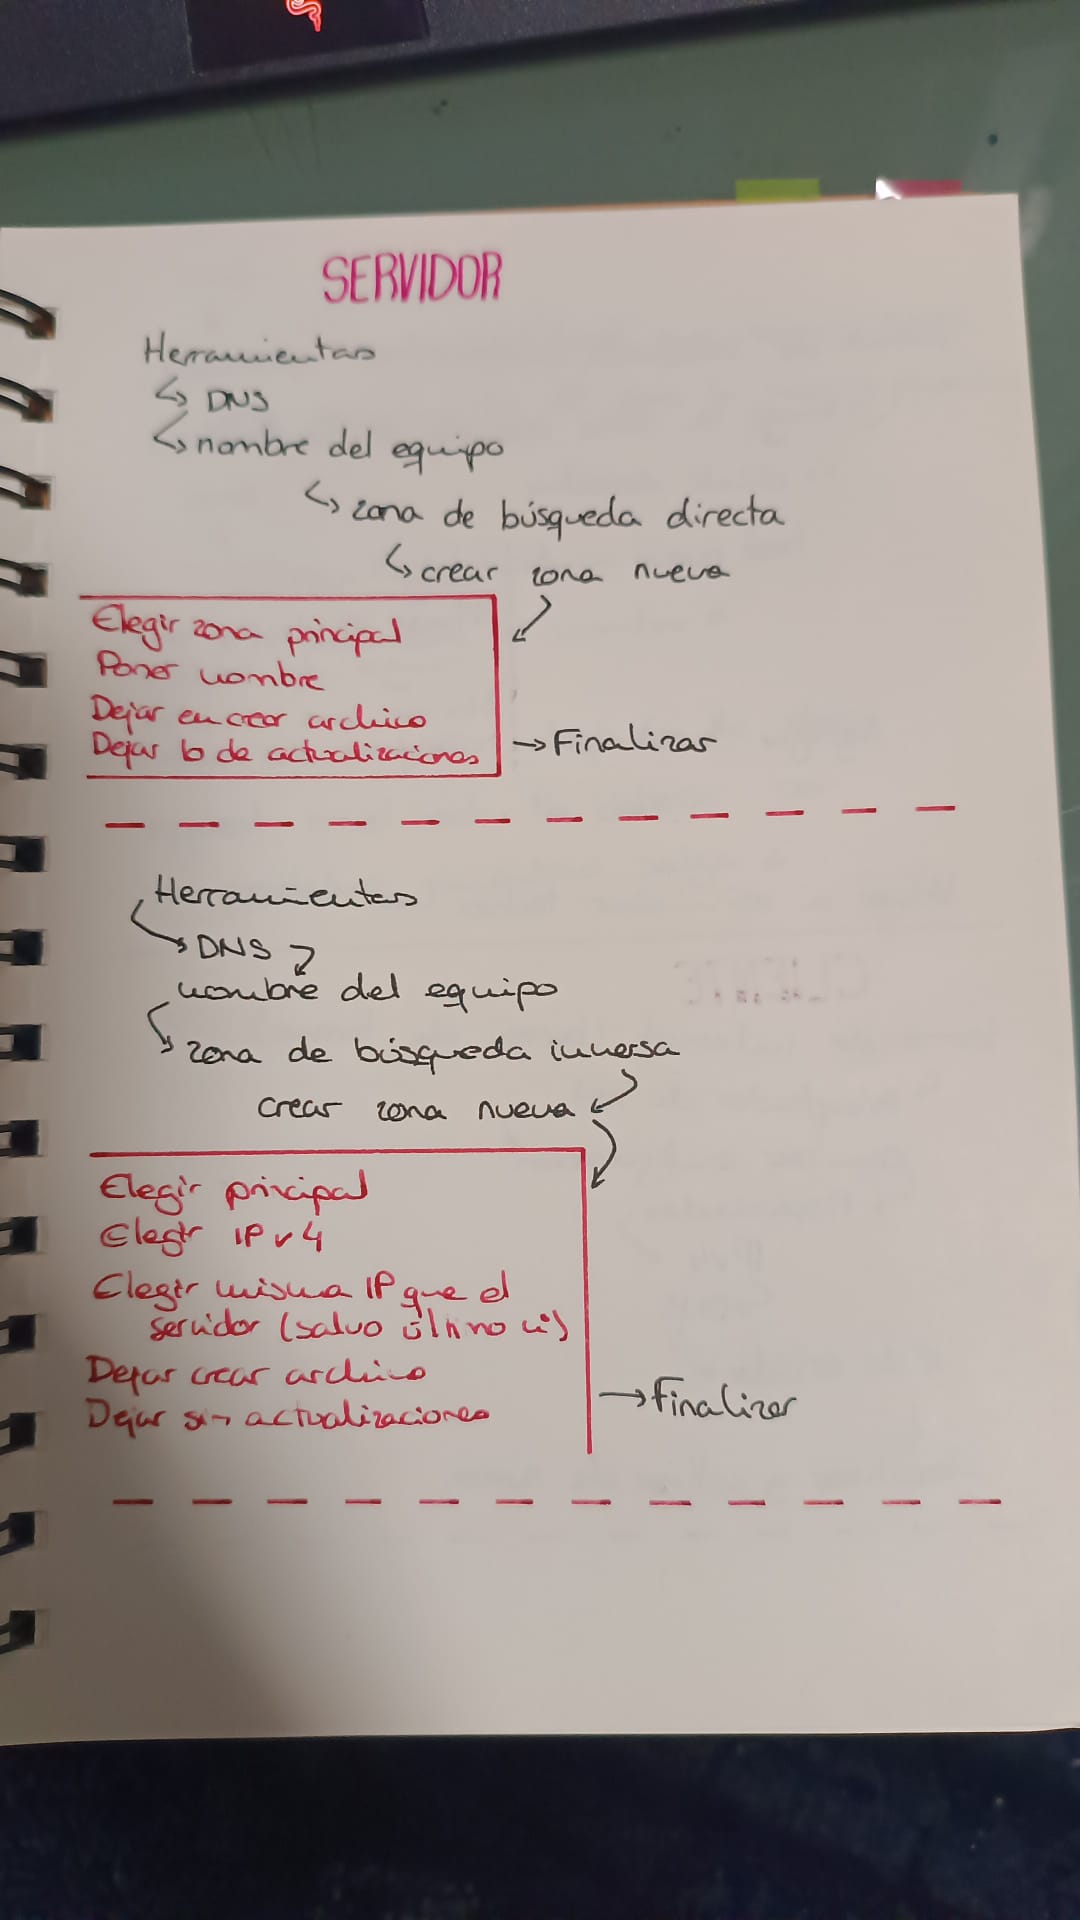 SERVIDOR
Herramientas
↳ DNS
↳ nombre del equipo
↳ zona de búsqueda directa
↳ crear zona nueva
Elegir zona principal
Poner nombre
Dejar en crear archivo
Dejar lo de actualizaciones → Finalizar
Herramientas
DNS
nombre del equipo
zona de búsqueda inversa
crear zona nueva
Elegir principal
Elegir IPv4
Elegir misma IP que el
servidor (salvo último nº)
Dejar crear archivo
Dejar sin actualizaciones → Finalizar